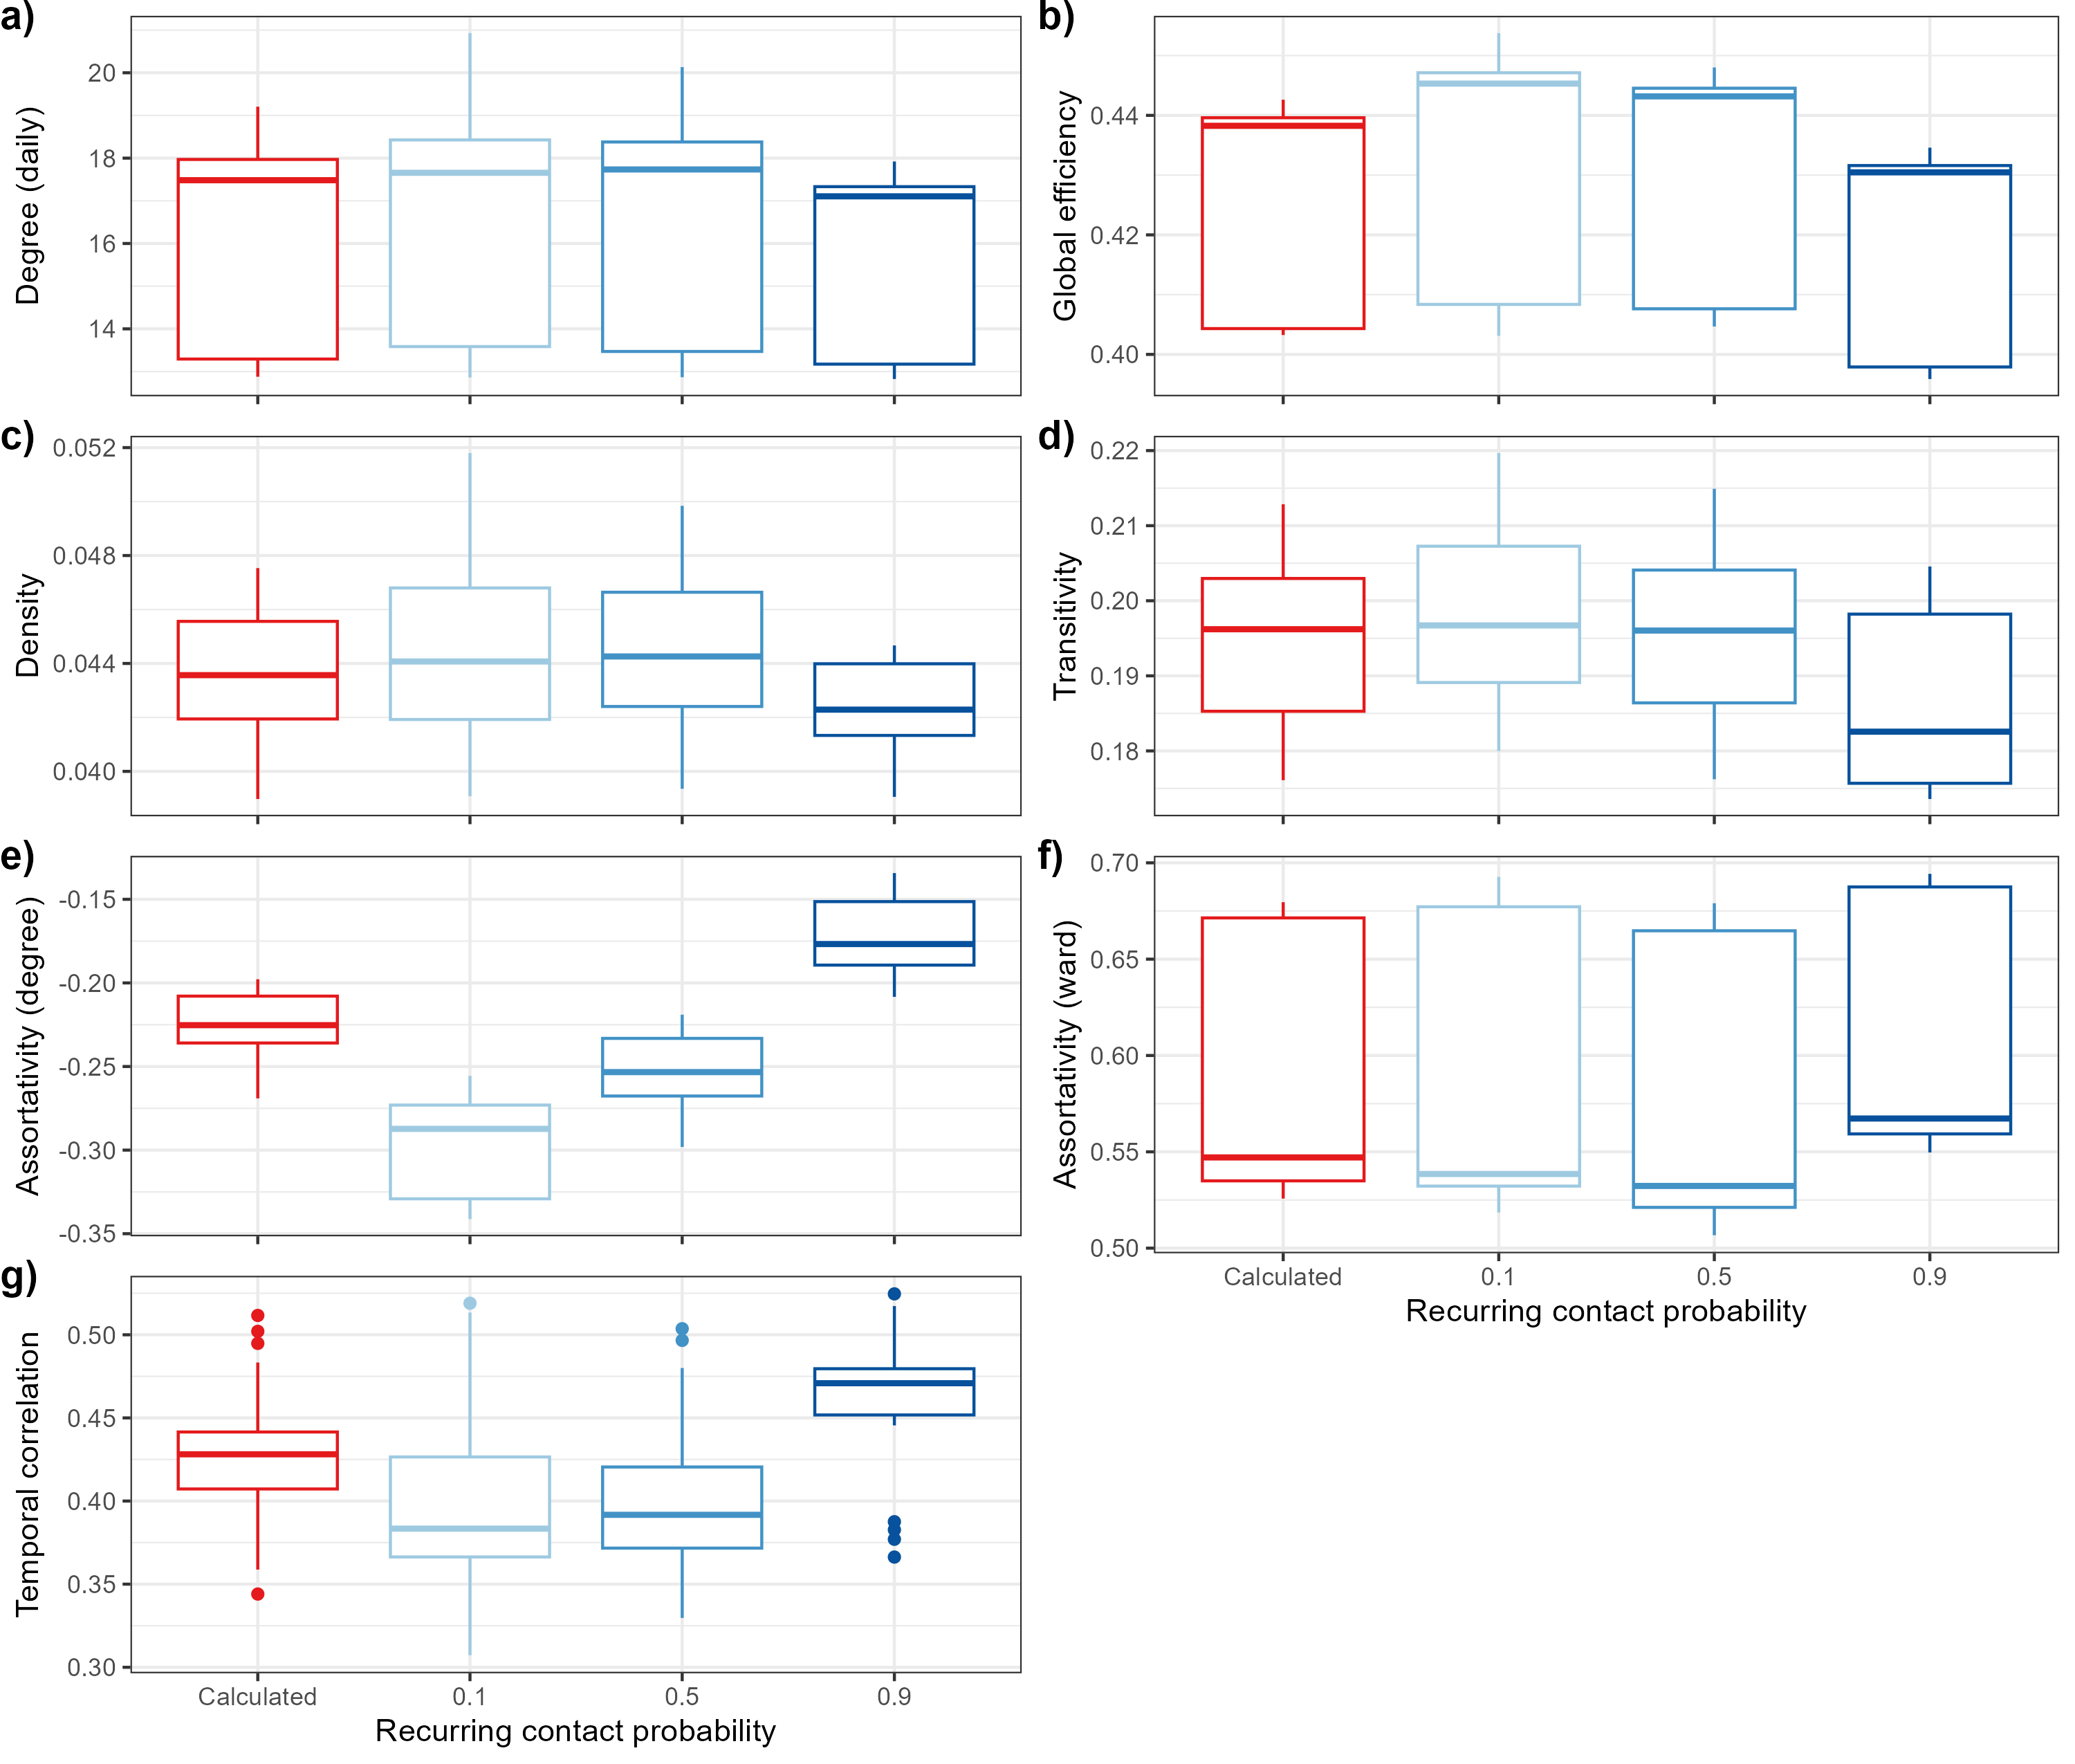 a)
Degree (daily)
20
18
16
14
b)
Global efficiency
0.44
0.42
0.40
c)
Density
0.052
0.048
0.044
0.040
d)
Transitivity
0.22
0.21
0.20
0.19
0.18
e)
Assortativity (degree)
-0.15
-0.20
-0.25
-0.30
-0.35
f)
Assortativity (ward)
0.70
0.65
0.60
0.55
0.50
Calculated 0.1 0.5 0.9
Recurring contact probability
g)
Temporal correlation
0.50
0.45
0.40
0.35
0.30
Calculated 0.1 0.5 0.9
Recurring contact probability